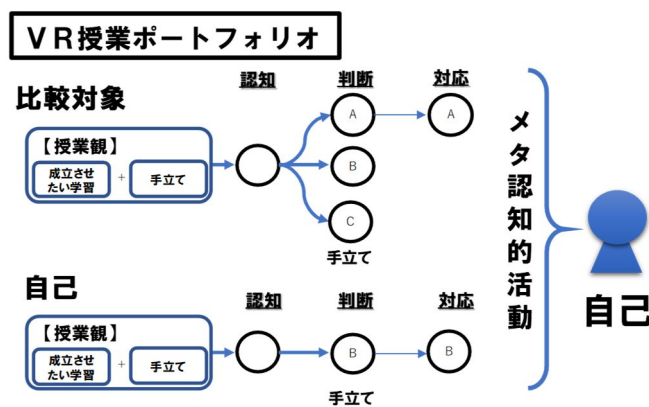 VR授業ポートフォリオ
比較対象
認知 判断 対応
【授業観】
成立させ
たい学習
+
手立て
A
A
B
C
手立て
自己
認知 判断 対応
【授業観】
成立させ
たい学習
+
手立て
B
B
手立て
メタ認知的活動
自己